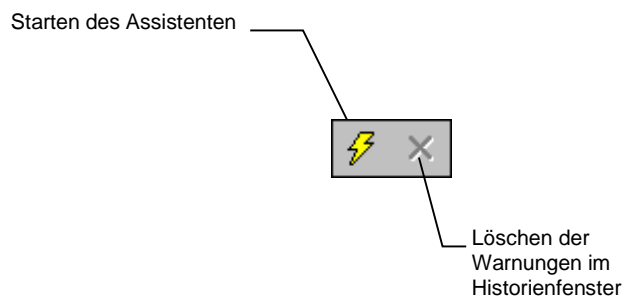 Starten des Assistenten
Löschen der
Warnungen im
Historienfenster